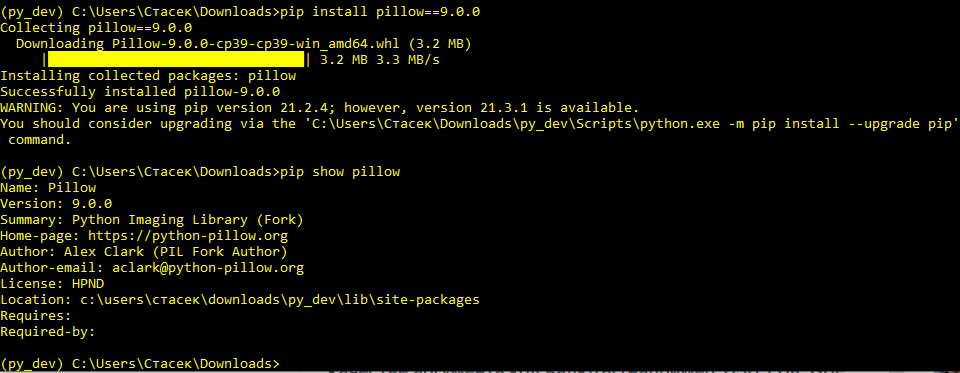 (py_dev) C:\Users\Стасек\Downloads>pip install pillow==9.0.0
Collecting pillow==9.0.0
Downloading Pillow-9.0.0-cp39-cp39-win_amd64.whl (3.2 MB)
|████████████████████████████████| 3.2 MB 3.3 MB/s
Installing collected packages: pillow
Successfully installed pillow-9.0.0
WARNING: You are using pip version 21.2.4; however, version 21.3.1 is available.
You should consider upgrading via the 'C:\Users\Стасек\Downloads\py_dev\Scripts\python.exe -m pip install --upgrade pip'
command.
(py_dev) C:\Users\Стасек\Downloads>pip show pillow
Name: Pillow
Version: 9.0.0
Summary: Python Imaging Library (Fork)
Home-page: https://python-pillow.org
Author: Alex Clark (PIL Fork Author)
Author-email: aclark@python-pillow.org
License: HPND
Location: c:\users\стасек\downloads\py_dev\lib\site-packages
Requires:
Required-by:
(py_dev) C:\Users\Стасек\Downloads>